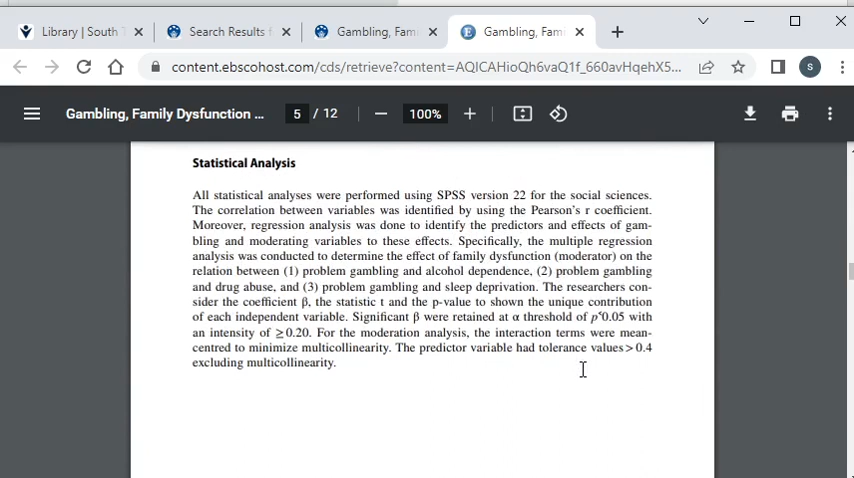 Library | South T
Search Results f
Gambling, Fami
Gambling, Fami
content.ebscohost.com/cds/retrieve?content=AQICAHioQh6vaQ1f_660avHqehX5...
s
Gambling, Family Dysfunction ...
5 / 12
100%
Statistical Analysis
All statistical analyses were performed using SPSS version 22 for the social sciences.
The correlation between variables was identified by using the Pearson's r coefficient.
Moreover, regression analysis was done to identify the predictors and effects of gam-
bling and moderating variables to these effects. Specifically, the multiple regression
analysis was conducted to determine the effect of family dysfunction (moderator) on the
relation between (1) problem gambling and alcohol dependence, (2) problem gambling
and drug abuse, and (3) problem gambling and sleep deprivation. The researchers con-
sider the coefficient β, the statistic t and the p-value to shown the unique contribution
of each independent variable. Significant β were retained at α threshold of p<0.05 with
an intensity of ≥0.20. For the moderation analysis, the interaction terms were mean-
centred to minimize multicollinearity. The predictor variable had tolerance values>0.4
excluding multicollinearity.